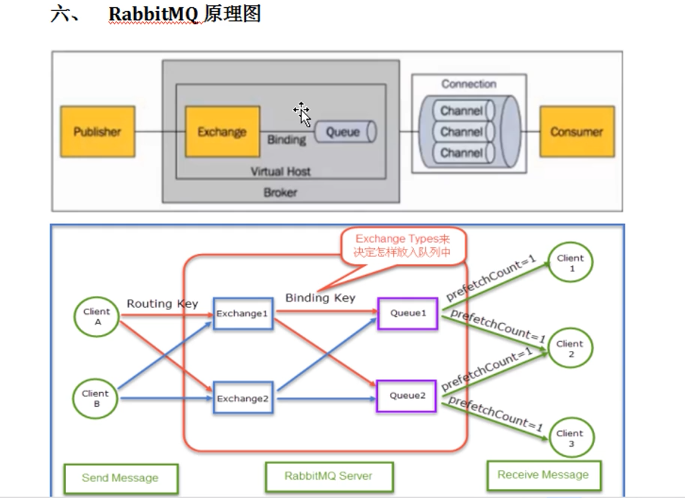 六、 RabbitMQ 原理图
Connection
Channel
Publisher
Exchange
Queue
Channel
Consumer
Binding
Channel
Virtual Host
Broker
Exchange Types来
决定怎样放入队列中
prefetchCount=1
Client
1
Routing Key
Binding Key
Client
A
Exchange1
Queue1
prefetchCount=1
Client
2
prefetchCount=1
Client
B
Exchange2
Queue2
prefetchCount=1
Client
3
Send Message
RabbitMQ Server
Receive Message